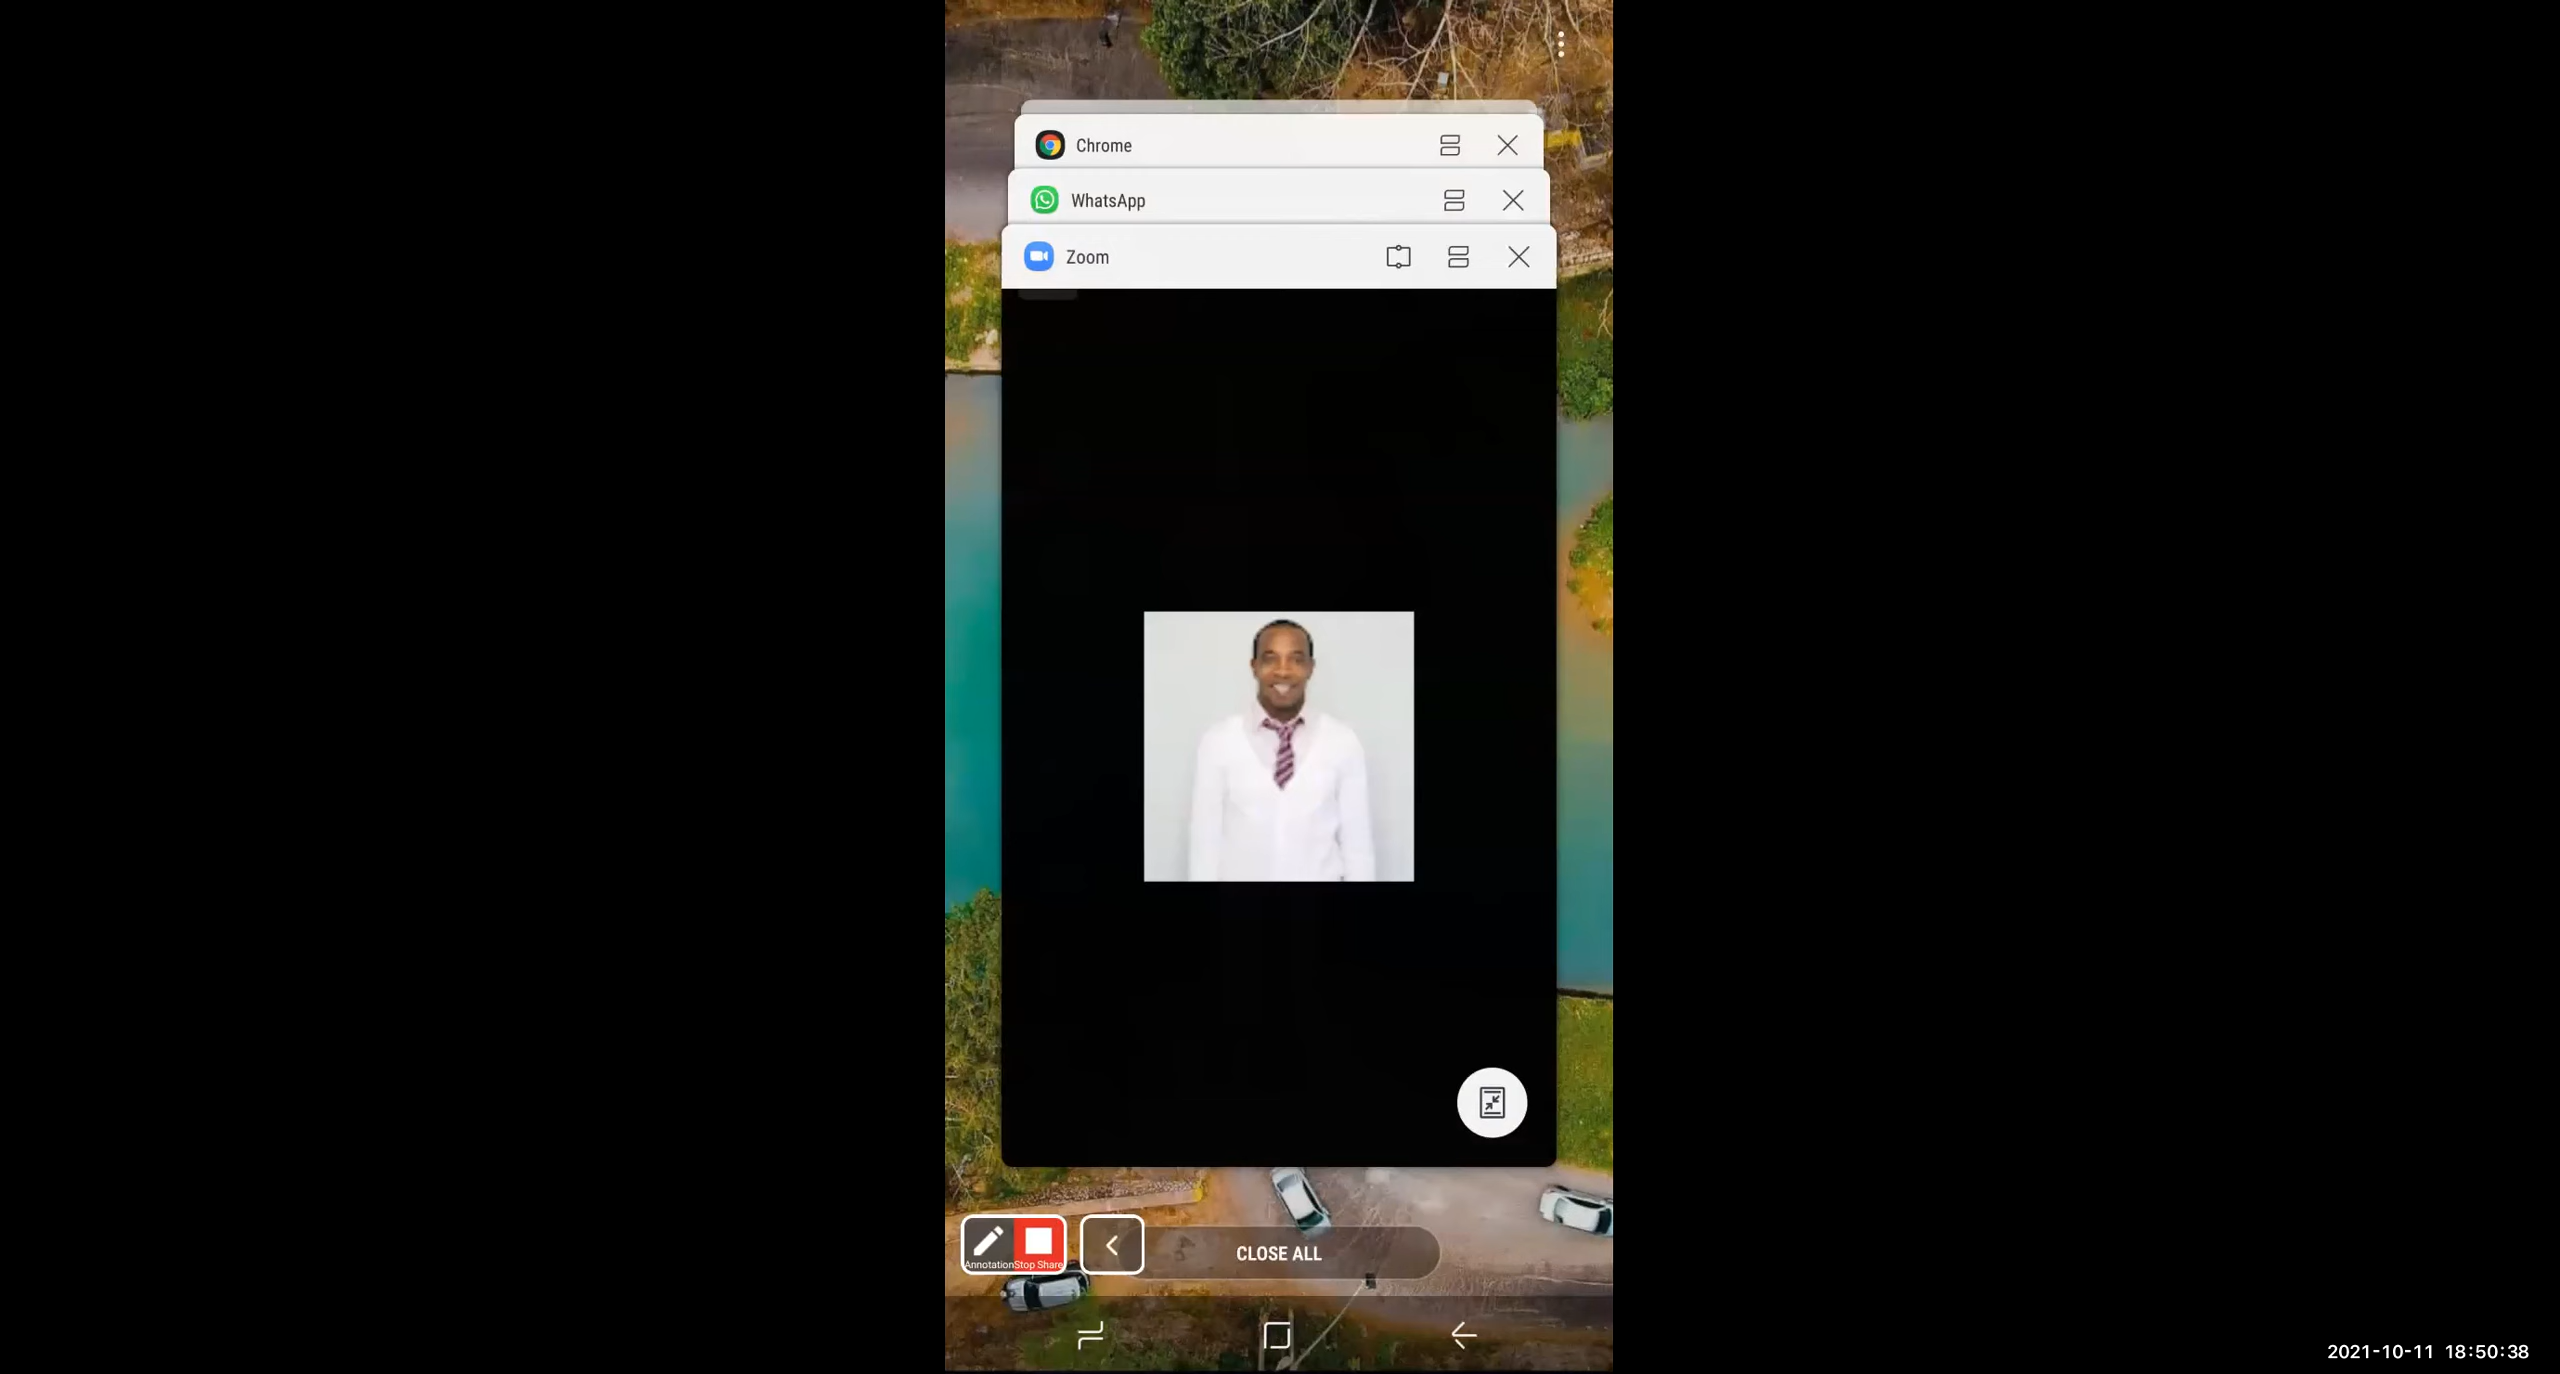 Chrome
WhatsApp
Zoom
Annotation Stop Share
CLOSE ALL
2021-10-11 18:50:38